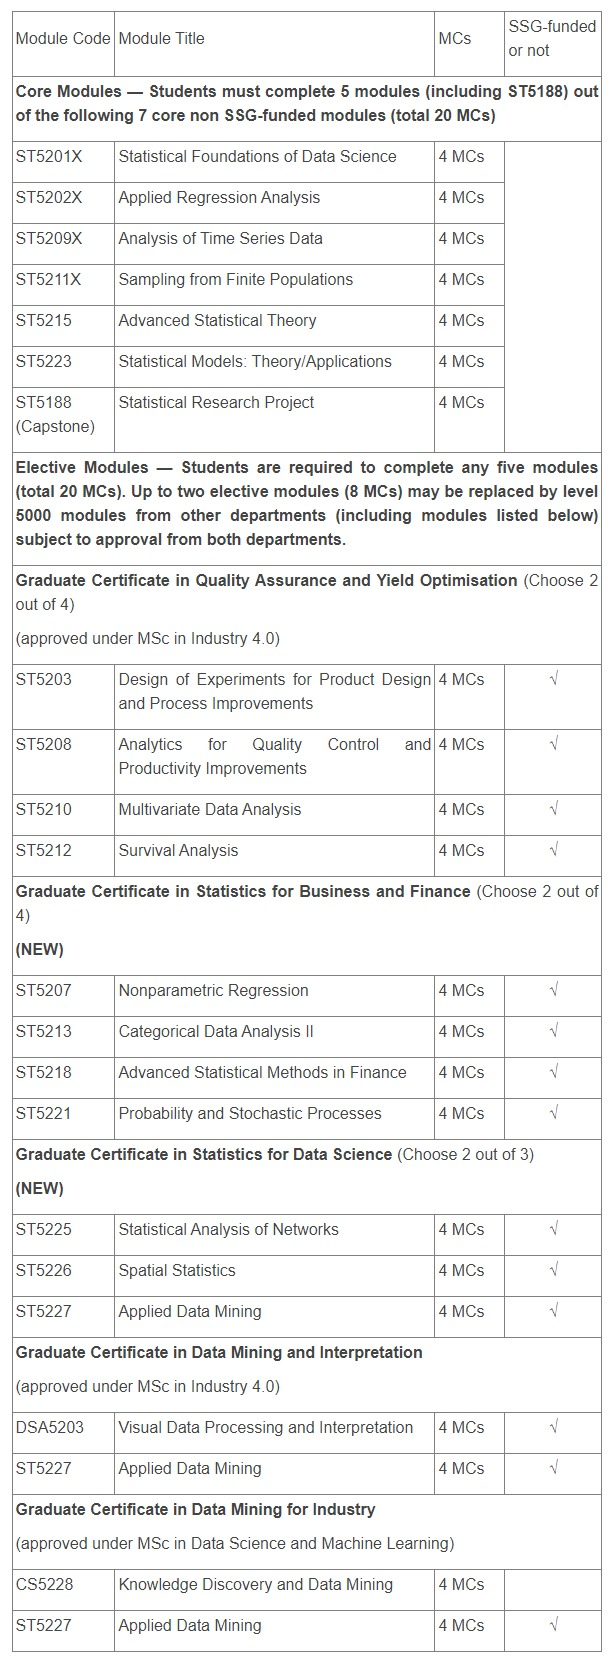 Module Code Module Title MCs SSG-funded
or not
Core Modules — Students must complete 5 modules (including ST5188) out
of the following 7 core non SSG-funded modules (total 20 MCs)
ST5201X Statistical Foundations of Data Science 4 MCs
ST5202X Applied Regression Analysis 4 MCs
ST5209X Analysis of Time Series Data 4 MCs
ST5211X Sampling from Finite Populations 4 MCs
ST5215 Advanced Statistical Theory 4 MCs
ST5223 Statistical Models: Theory/Applications 4 MCs
ST5188 Statistical Research Project 4 MCs
(Capstone)
Elective Modules — Students are required to complete any five modules
(total 20 MCs). Up to two elective modules (8 MCs) may be replaced by level
5000 modules from other departments (including modules listed below)
subject to approval from both departments.
Graduate Certificate in Quality Assurance and Yield Optimisation (Choose 2
out of 4)
(approved under MSc in Industry 4.0)
ST5203 Design of Experiments for Product Design 4 MCs √
and Process Improvements
ST5208 Analytics for Quality Control and 4 MCs √
Productivity Improvements
ST5210 Multivariate Data Analysis 4 MCs √
ST5212 Survival Analysis 4 MCs √
Graduate Certificate in Statistics for Business and Finance (Choose 2 out of
4)
(NEW)
ST5207 Nonparametric Regression 4 MCs √
ST5213 Categorical Data Analysis II 4 MCs √
ST5218 Advanced Statistical Methods in Finance 4 MCs √
ST5221 Probability and Stochastic Processes 4 MCs √
Graduate Certificate in Statistics for Data Science (Choose 2 out of 3)
(NEW)
ST5225 Statistical Analysis of Networks 4 MCs √
ST5226 Spatial Statistics 4 MCs √
ST5227 Applied Data Mining 4 MCs √
Graduate Certificate in Data Mining and Interpretation
(approved under MSc in Industry 4.0)
DSA5203 Visual Data Processing and Interpretation 4 MCs √
ST5227 Applied Data Mining 4 MCs √
Graduate Certificate in Data Mining for Industry
(approved under MSc in Data Science and Machine Learning)
CS5228 Knowledge Discovery and Data Mining 4 MCs
ST5227 Applied Data Mining 4 MCs √